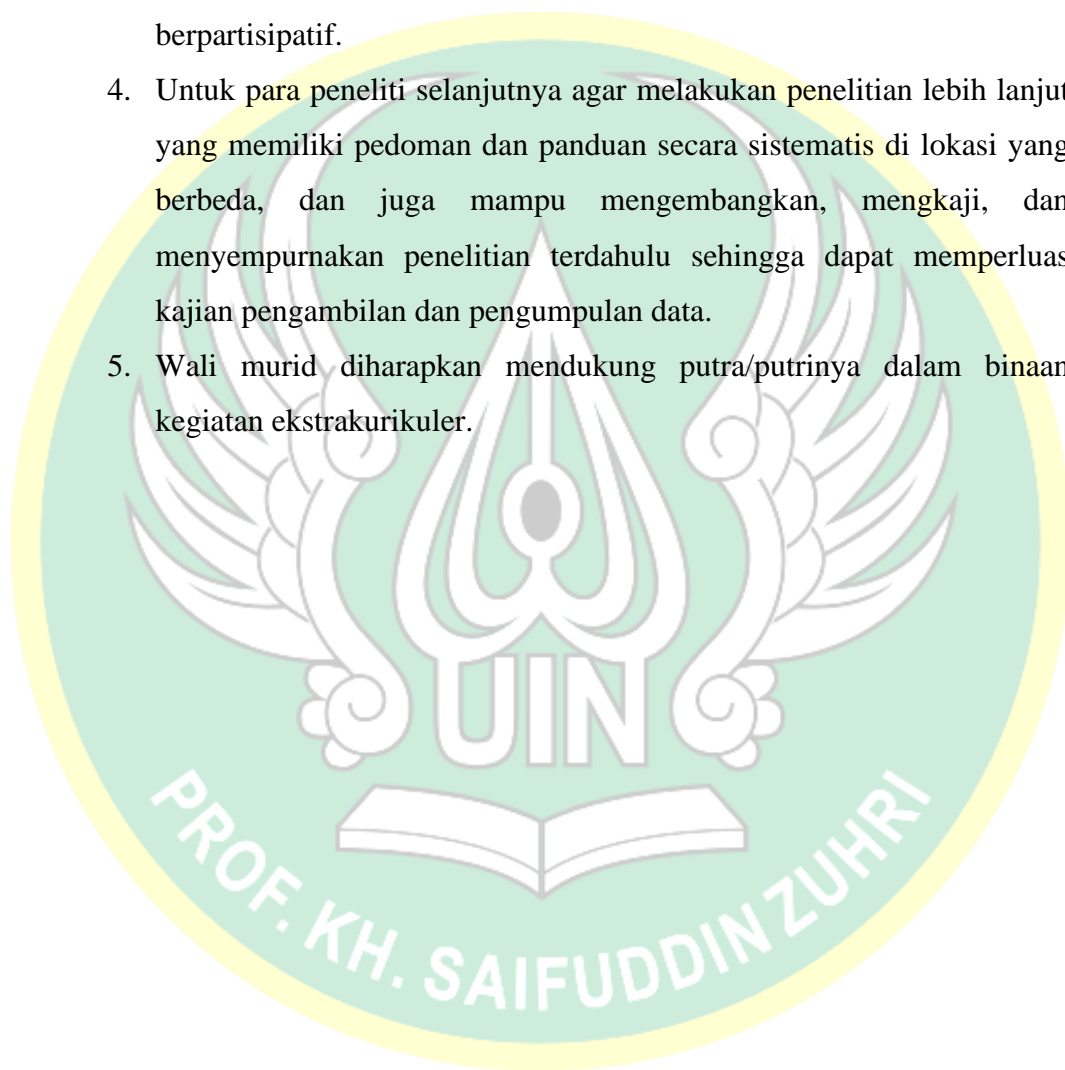 berpartisipatif.
4. Untuk para peneliti selanjutnya agar melakukan penelitian lebih lanjut
yang memiliki pedoman dan panduan secara sistematis di lokasi yang
berbeda, dan juga mampu mengembangkan, mengkaji, dan
menyempurnakan penelitian terdahulu sehingga dapat memperluas
kajian pengambilan dan pengumpulan data.
5. Wali murid diharapkan mendukung putra/putrinya dalam binaan
kegiatan ekstrakurikuler.
UIN
PROF. KH. SAIFUDDIN ZUHRI